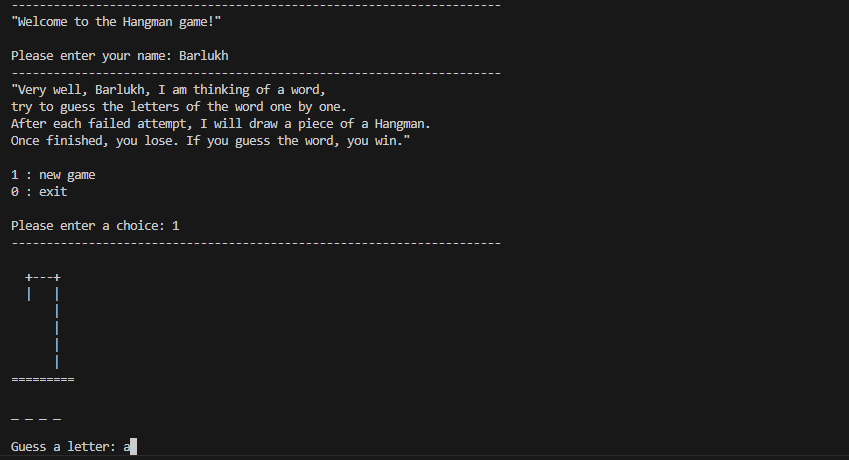 ----------------------------------------------------------------------
"Welcome to the Hangman game!"
Please enter your name: Barlukh
----------------------------------------------------------------------
"Very well, Barlukh, I am thinking of a word,
try to guess the letters of the word one by one.
After each failed attempt, I will draw a piece of a Hangman.
Once finished, you lose. If you guess the word, you win."
1 : new game
0 : exit
Please enter a choice: 1
----------------------------------------------------------------------
  +---+
  |   |
      |
      |
      |
      |
=========
_ _ _ _
Guess a letter: a